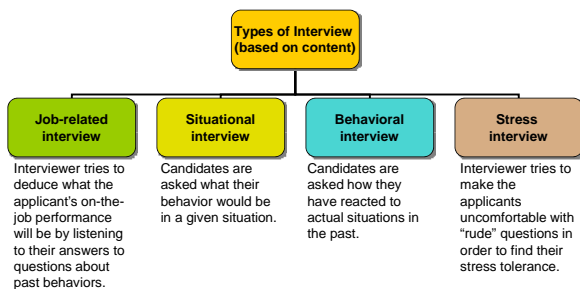 Types of Interview
(based on content)
Job-related
interview
Interviewer tries to
deduce what the
applicant's on-the-
job performance
will be by listening
to their answers to
questions about
past behaviors.
Situational
interview
Candidates are
asked what their
behavior would be
in a given situation.
Behavioral
interview
Candidates are
asked how they
have reacted to
actual situations in
the past.
Stress
interview
Interviewer tries to
make the
applicants
uncomfortable with
“rude” questions in
order to find their
stress tolerance.